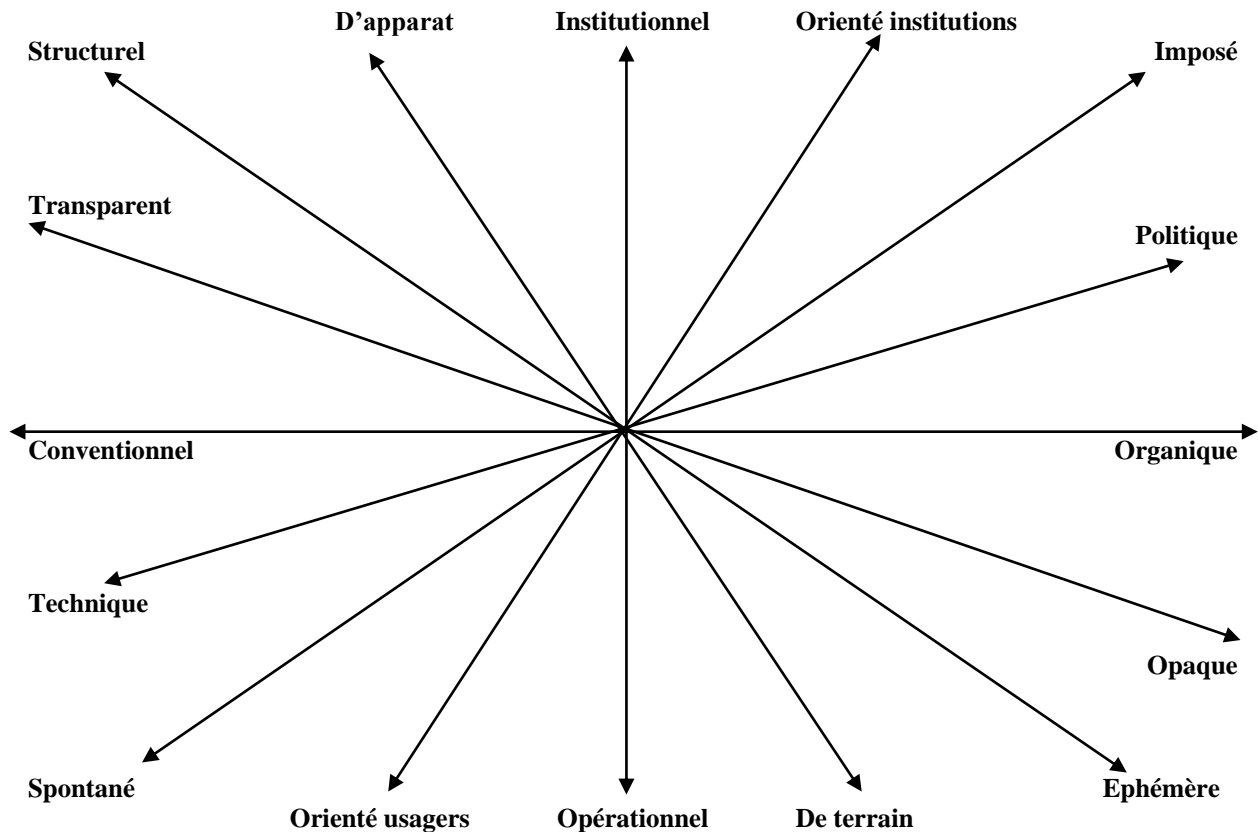 D’apparat
Institutionnel
Orienté institutions
Structurel
Imposé
Transparent
Politique
Conventionnel
Organique
Technique
Opaque
Spontané
Ephémère
Orienté usagers
Opérationnel
De terrain